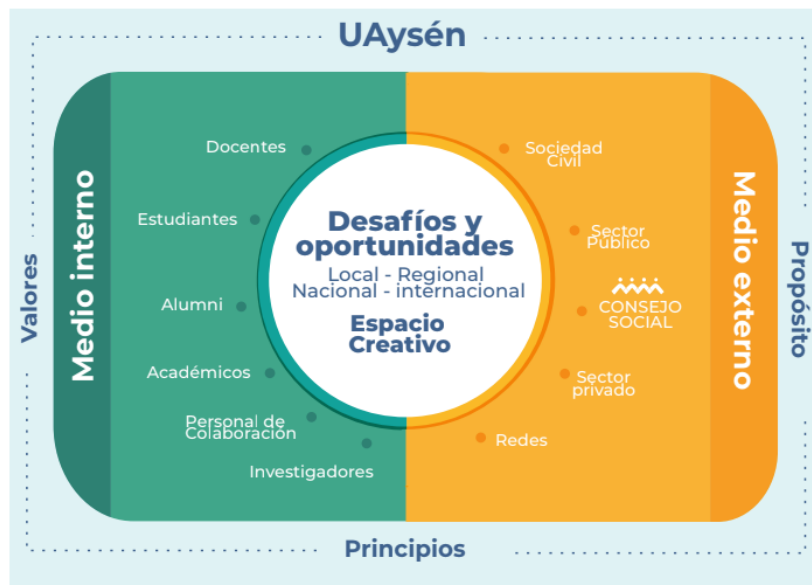 UAysén
Valores
Medio interno
Docentes
Estudiantes
Alumni
Académicos
Personal de
Colaboración
Investigadores
Desafíos y
oportunidades
Local - Regional
Nacional - internacional
Espacio
Creativo
Sociedad
Civil
Sector
Público
CONSEJO
SOCIAL
Sector
privado
Redes
Medio externo
Propósito
Principios